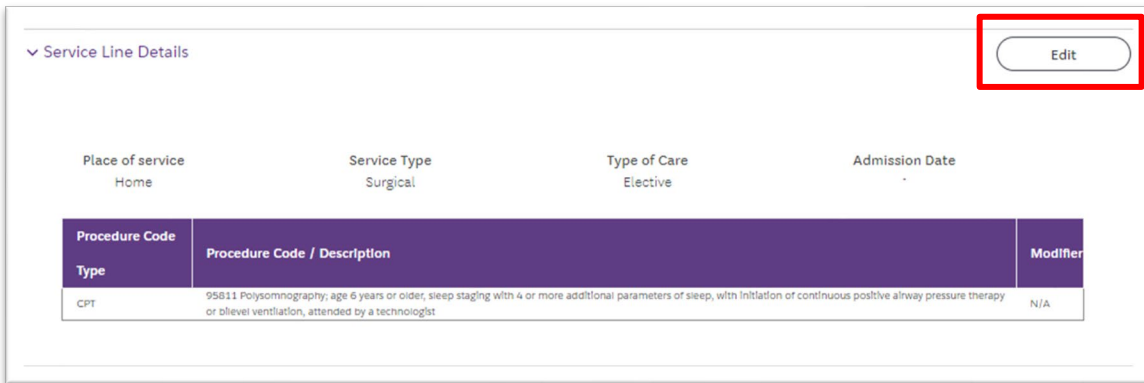 Service Line Details
Edit
Place of service
Service Type
Type of Care
Admission Date
Home
Surgical
Elective
-
Procedure Code
Type
Procedure Code / Description
Modifier
CPT
95811 Polysomnography; age 6 years or older, sleep staging with 4 or more additional parameters of sleep, with initiation of continuous positive airway pressure therapy
or bilevel ventilation, attended by a technologist
N/A